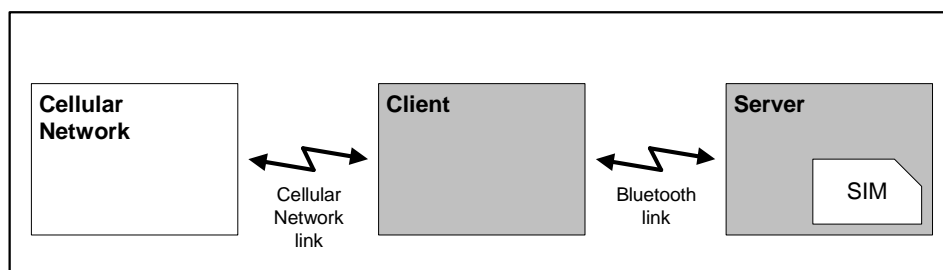 Cellular
Network
Client
Server
SIM
Cellular
Network
link
Bluetooth
link